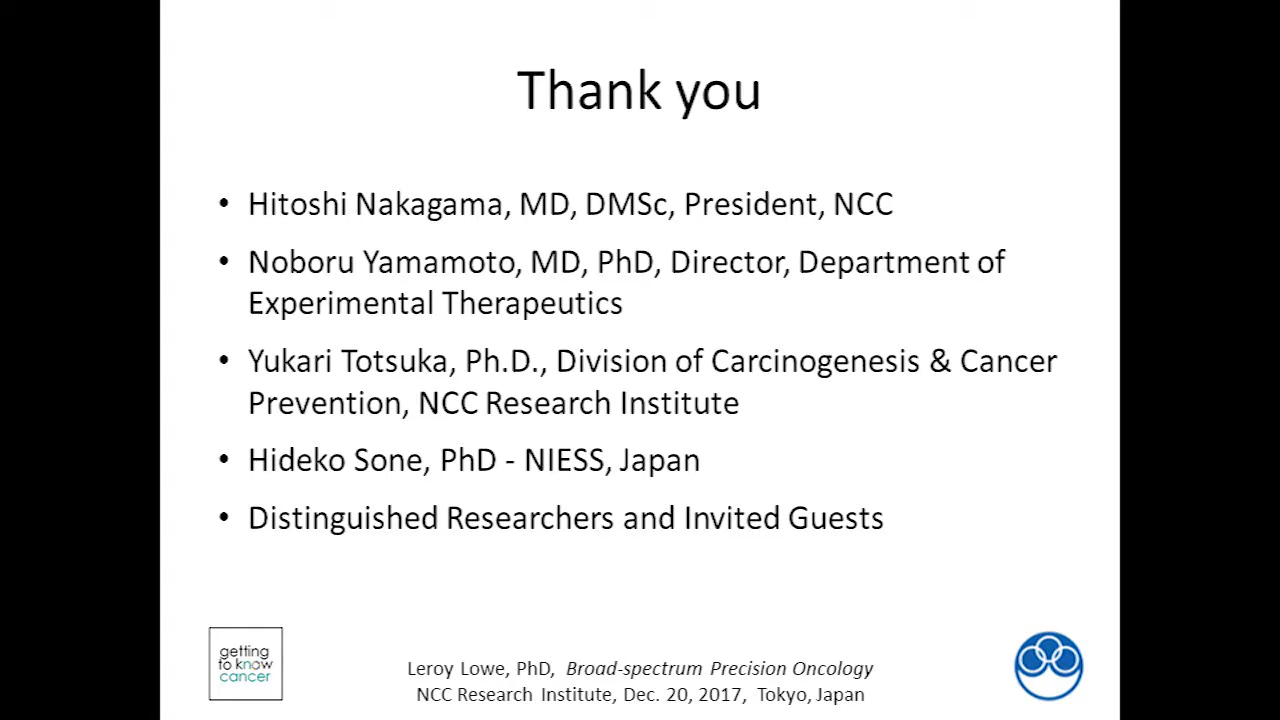 Thank you
• Hitoshi Nakagama, MD, DMSc, President, NCC
• Noboru Yamamoto, MD, PhD, Director, Department of
Experimental Therapeutics
• Yukari Totsuka, Ph.D., Division of Carcinogenesis & Cancer
Prevention, NCC Research Institute
• Hideko Sone, PhD - NIESS, Japan
• Distinguished Researchers and Invited Guests
getting
to know
cancer
Leroy Lowe, PhD, Broad-spectrum Precision Oncology
NCC Research Institute, Dec. 20, 2017, Tokyo, Japan